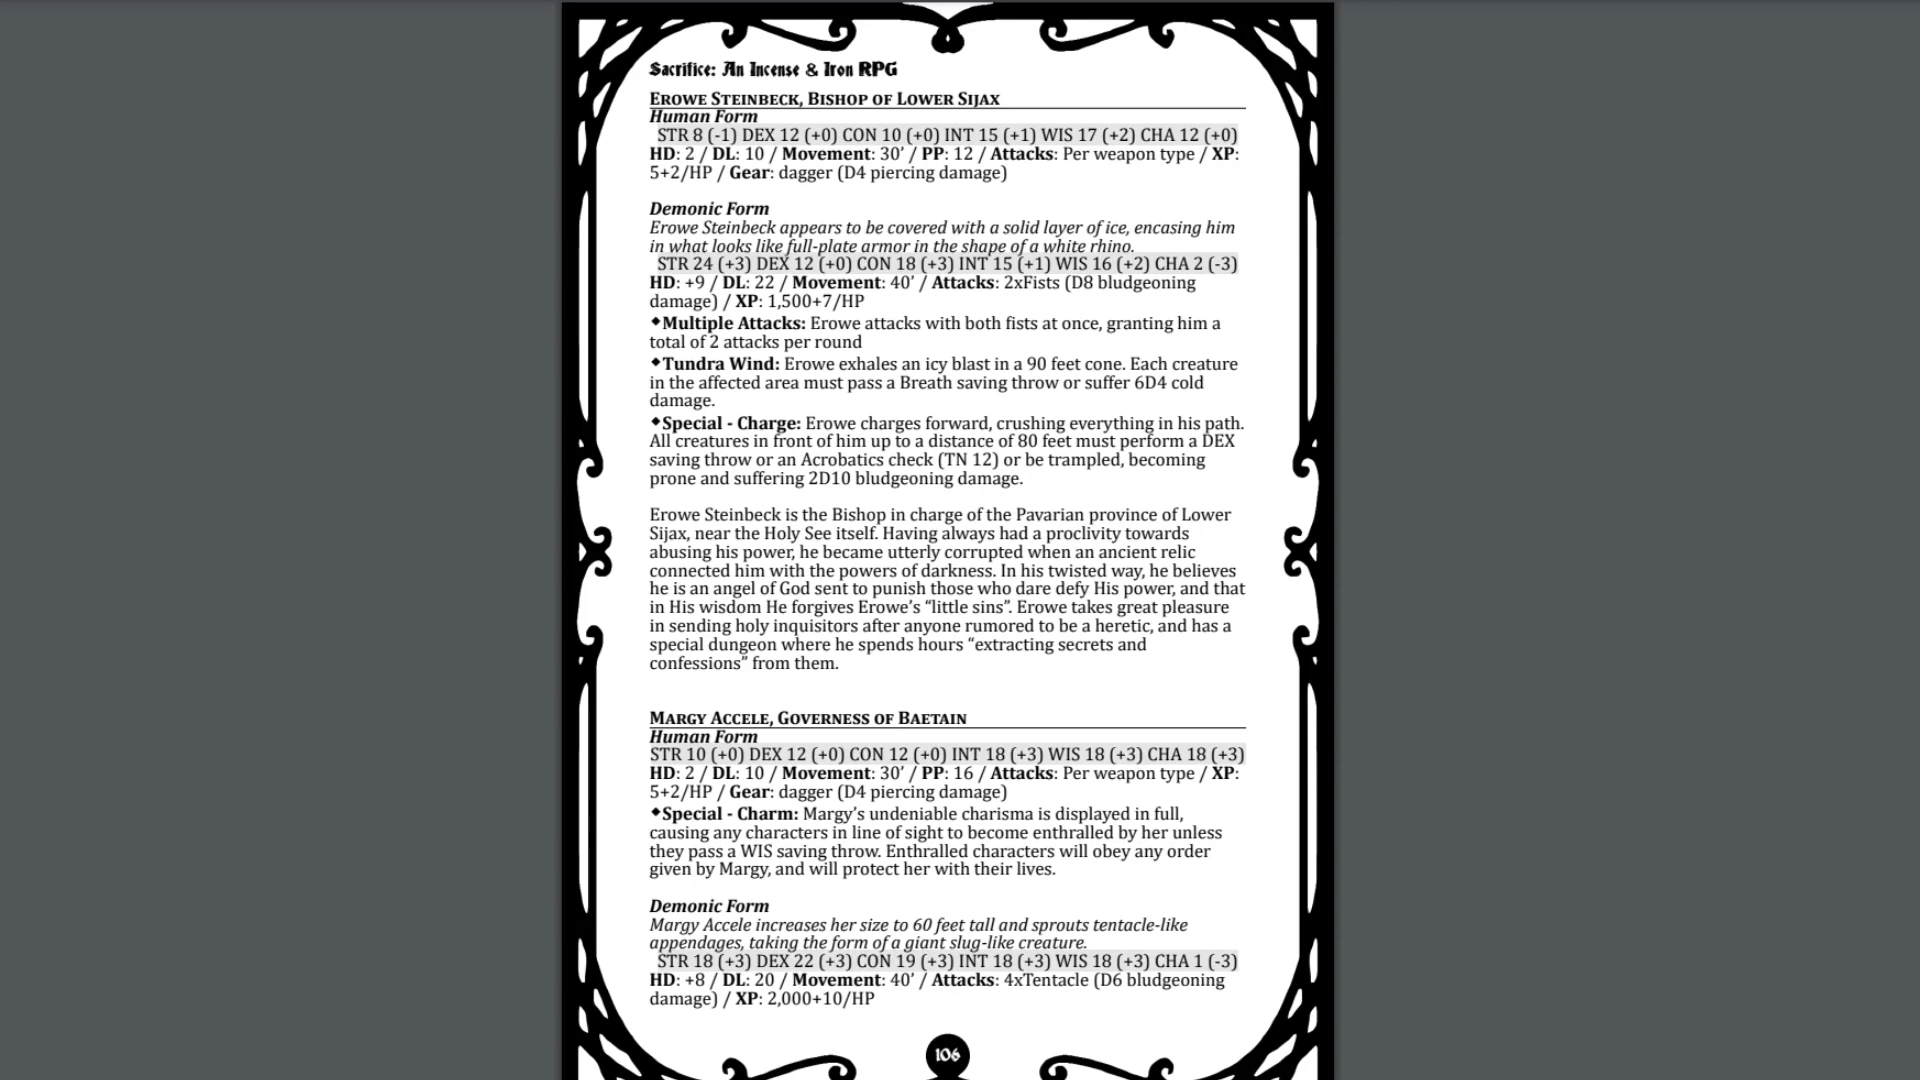 Sacrifice: An Incense & Iron RPG
Erowe Steinbeck, Bishop of Lower Sijax
Human Form
STR 8 (-1) DEX 12 (+0) CON 10 (+0) INT 15 (+1) WIS 17 (+2) CHA 12 (+0)
HD: 2 / DL: 10 / Movement: 30’ / PP: 12 / Attacks: Per weapon type / XP:
5+2/HP / Gear: dagger (D4 piercing damage)
Demonic Form
Erowe Steinbeck appears to be covered with a solid layer of ice, encasing him
in what looks like full-plate armor in the shape of a white rhino.
STR 24 (+3) DEX 12 (+0) CON 18 (+3) INT 15 (+1) WIS 16 (+2) CHA 2 (-3)
HD: +9 / DL: 22 / Movement: 40’ / Attacks: 2xFists (D8 bludgeoning
damage) / XP: 1,500+7/HP
◆Multiple Attacks: Erowe attacks with both fists at once, granting him a
total of 2 attacks per round
◆Tundra Wind: Erowe exhales an icy blast in a 90 feet cone. Each creature
in the affected area must pass a Breath saving throw or suffer 6D4 cold
damage.
◆Special - Charge: Erowe charges forward, crushing everything in his path.
All creatures in front of him up to a distance of 80 feet must perform a DEX
saving throw or an Acrobatics check (TN 12) or be trampled, becoming
prone and suffering 2D10 bludgeoning damage.
Erowe Steinbeck is the Bishop in charge of the Pavarian province of Lower
Sijax, near the Holy See itself. Having always had a proclivity towards
abusing his power, he became utterly corrupted when an ancient relic
connected him with the powers of darkness. In his twisted way, he believes
he is an angel of God sent to punish those who dare defy His power, and that
in His wisdom He forgives Erowe’s “little sins”. Erowe takes great pleasure
in sending holy inquisitors after anyone rumored to be a heretic, and has a
special dungeon where he spends hours “extracting secrets and
confessions” from them.
Margy Accele, Governess of Baetain
Human Form
STR 10 (+0) DEX 12 (+0) CON 12 (+0) INT 18 (+3) WIS 18 (+3) CHA 18 (+3)
HD: 2 / DL: 10 / Movement: 30’ / PP: 16 / Attacks: Per weapon type / XP:
5+2/HP / Gear: dagger (D4 piercing damage)
◆Special - Charm: Margy’s undeniable charisma is displayed in full,
causing any characters in line of sight to become enthralled by her unless
they pass a WIS saving throw. Enthralled characters will obey any order
given by Margy, and will protect her with their lives.
Demonic Form
Margy Accele increases her size to 60 feet tall and sprouts tentacle-like
appendages, taking the form of a giant slug-like creature.
STR 18 (+3) DEX 22 (+3) CON 19 (+3) INT 18 (+3) WIS 18 (+3) CHA 1 (-3)
HD: +8 / DL: 20 / Movement: 40’ / Attacks: 4xTentacle (D6 bludgeoning
damage) / XP: 2,000+10/HP
106